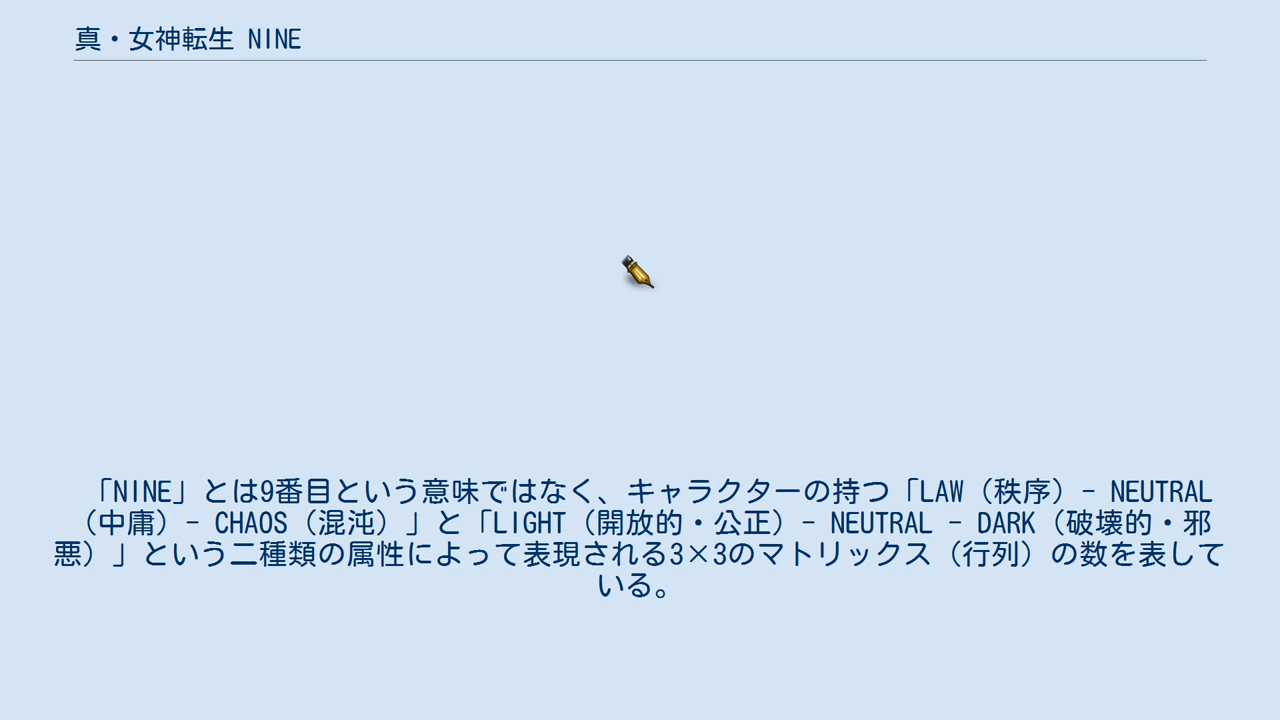 真・女神転生 NINE
「NINE」とは9番目という意味ではなく、キャラクターの持つ「LAW（秩序）- NEUTRAL
（中庸）- CHAOS（混沌）」と「LIGHT（開放的・公正）- NEUTRAL - DARK（破壊的・邪
悪）」という二種類の属性によって表現される3×3のマトリックス（行列）の数を表して
いる。